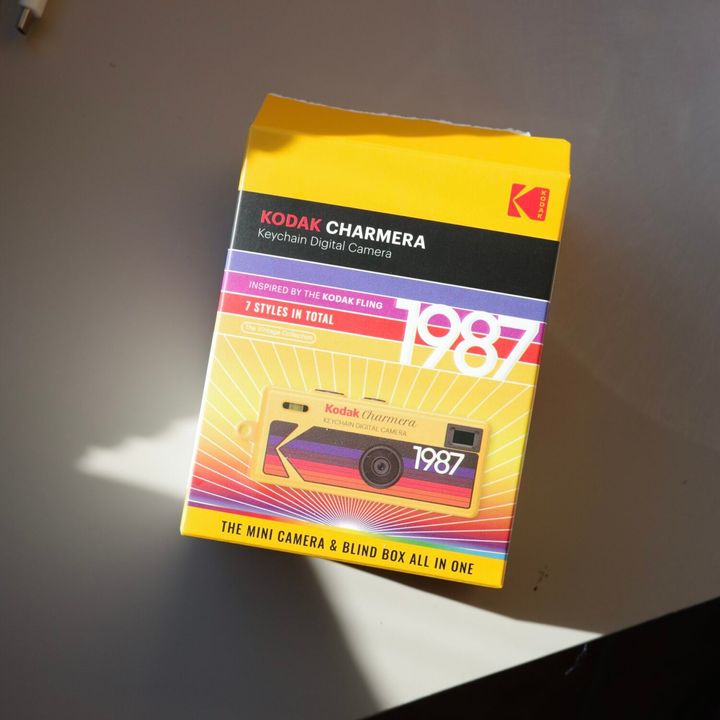 KODAK
KODAK CHARMERA
Keychain Digital Camera
INSPIRED BY THE KODAK FLING
7 STYLES IN TOTAL
1987
The Vintage Collection
Kodak Charmera
KEYCHAIN DIGITAL CAMERA
1987
THE MINI CAMERA & BLIND BOX ALL IN ONE